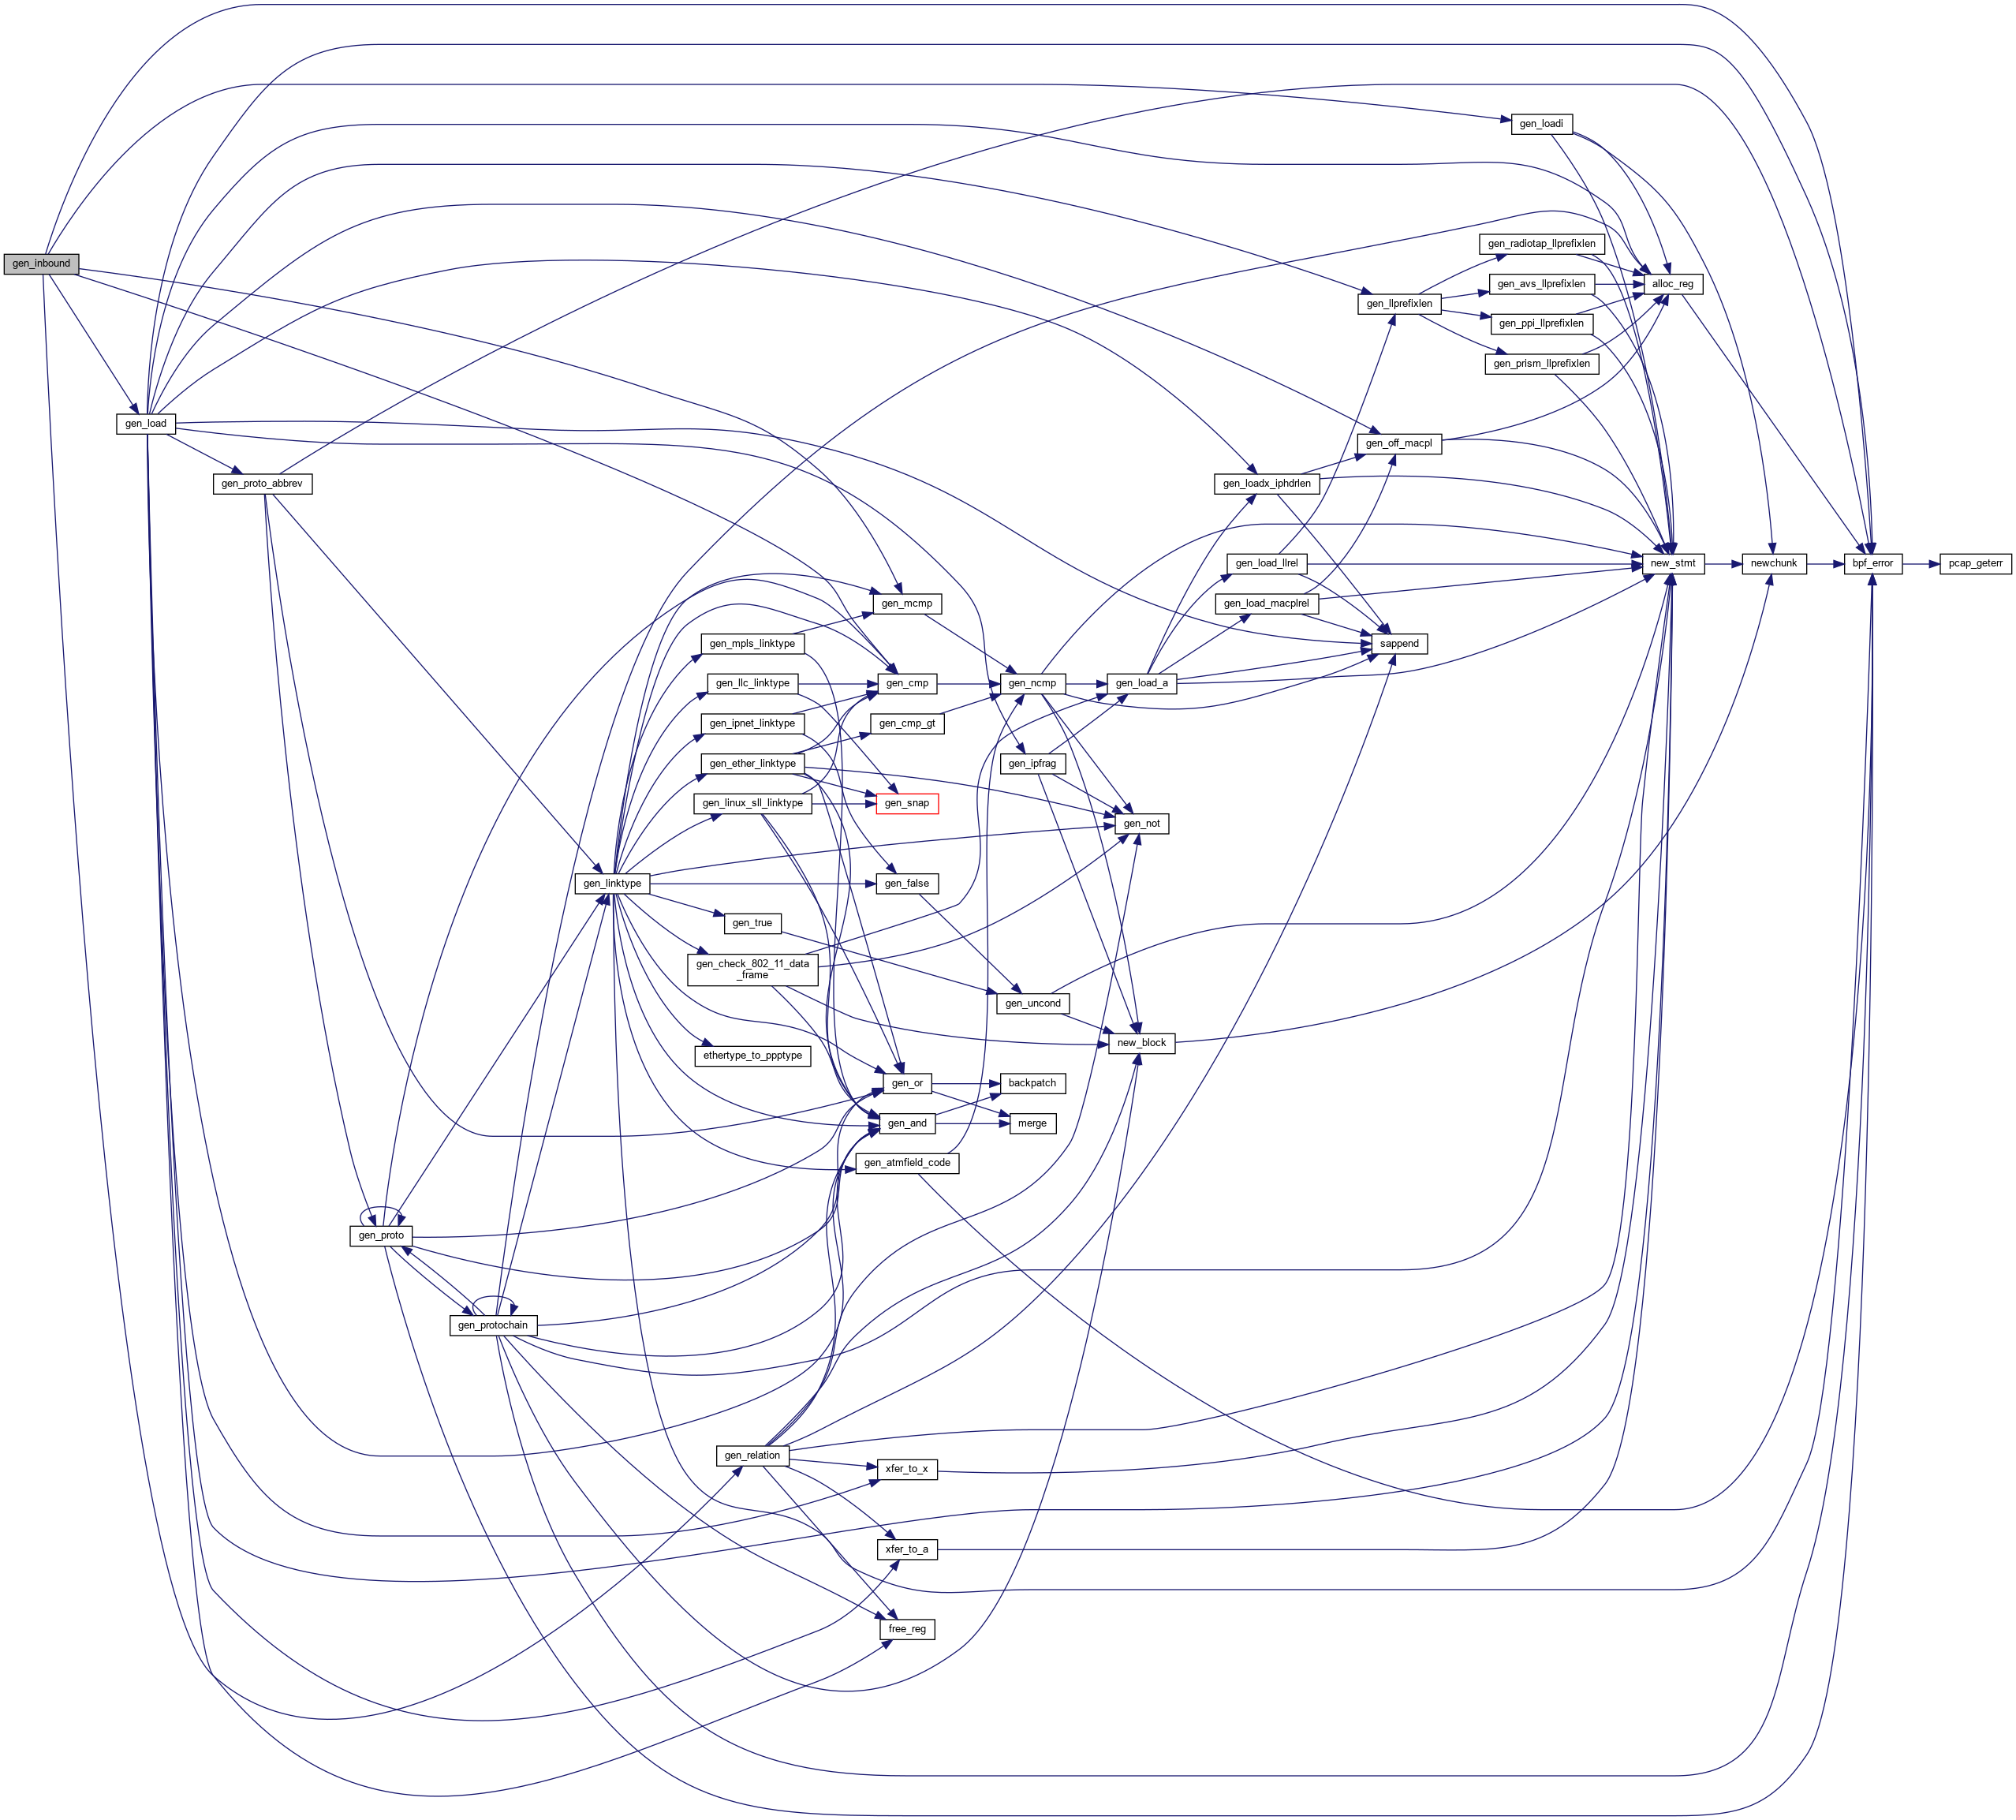 gen_inbound
gen_load
gen_proto_abbrev
gen_proto
gen_protochain
gen_linktype
gen_mpls_linktype
gen_llc_linktype
gen_ipnet_linktype
gen_ether_linktype
gen_linux_sll_linktype
gen_true
gen_check_802_11_data
_frame
ethertype_to_ppptype
gen_relation
gen_mcmp
gen_cmp
gen_cmp_gt
gen_snap
gen_false
gen_or
gen_and
gen_atmfield_code
xfer_to_x
xfer_to_a
free_reg
gen_ncmp
gen_ipfrag
gen_uncond
backpatch
merge
gen_load_a
gen_not
new_block
gen_loadx_iphdrlen
gen_load_llrel
gen_load_macplrel
gen_llprefixlen
gen_off_macpl
sappend
gen_loadi
gen_radiotap_llprefixlen
gen_avs_llprefixlen
gen_ppi_llprefixlen
gen_prism_llprefixlen
alloc_reg
new_stmt
newchunk
bpf_error
pcap_geterr